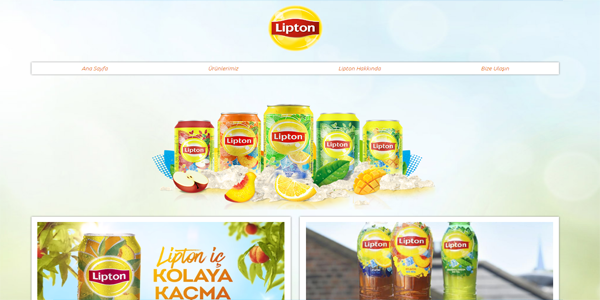 Lipton
Ana Sayfa
Ürünlerimiz
Lipton Hakkında
Bize Ulaşın
Lipton
Lipton
Lipton
Lipton
Lipton
Lipton iç
KOLAYA
KAÇMA
Lipton
Lipton
Lipton
Lipton